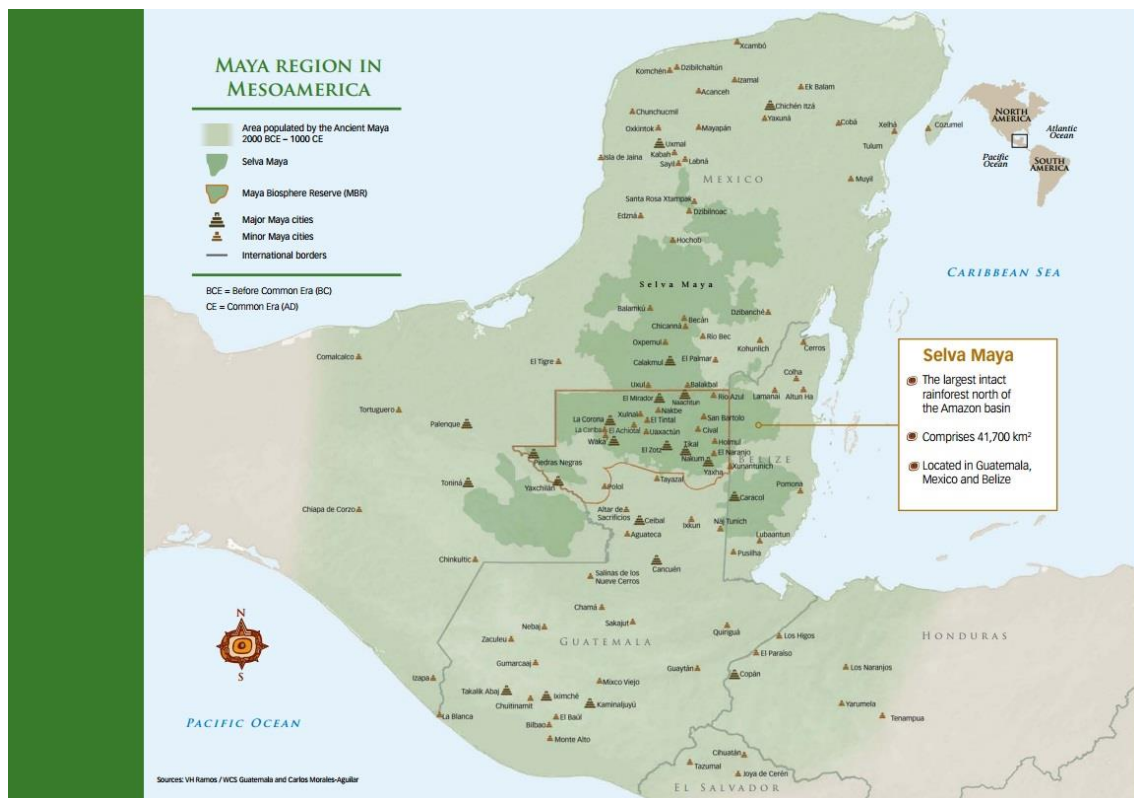 MAYA REGION IN
MESOAMERICA
Area populated by the Ancient Maya
2000 BCE – 1000 CE
Selva Maya
Maya Biosphere Reserve (MBR)
Major Maya cities
Minor Maya cities
International borders
BCE = Before Common Era (BC)
CE = Common Era (AD)
NORTH
AMERICA
Atlantic
Ocean
Pacific
Ocean
SOUTH
AMERICA
Xcambó
Komchén
Dzibilchaltún
Izamal
Acanceh
Ek Balam
Chichén Itzá
Chunchucmil
Yaxuná
Oxkintok
Mayapán
Cobá
Xelhá
Cozumel
Tulum
Uxmal
Kabah
Isla de Jaina
Sayil
Labná
MEXICO
Muyil
Santa Rosa Xtampak
Dzibilnoac
Edzná
Hochob
CARIBBEAN SEA
Selva Maya
Balamkú
Dzibanché
Becán
Chicanná
Río Bec
Oxpemul
Kohunlich
Cerros
Comalcalco
El Tigre
Calakmul
El Palmar
Selva Maya
The largest intact
rainforest north of
the Amazon basin
Comprises 41,700 km²
Located in Guatemala,
Mexico and Belize
Colha
Uxul
Balakbal
Lamanai
Altun Ha
El Mirador
Naachtun
Río Azul
Tortuguero
Nakbe
Xulnal
La Corona
El Tintal
San Bartolo
Palenque
La Cariba
El Achiotal
Uaxactún
Cival
Waka
Tikal
Holmul
El Zotz
El Naranjo
Piedras Negras
Nakum
BELIZE
Yaxha
Xunantunich
Toniná
Yaxchilán
Polol
Tayazal
Pomona
Caracol
Chiapa de Corzo
Altar de
Sacrificios
Ceibal
Ixkun
Naj Tunich
Aguateca
Lubaantun
Pusilha
Chinkultic
Cancuén
Salinas de los
Nueve Cerros
Chamá
Nebaj
Sakajut
Quiriguá
Zaculeu
GUATEMALA
Los Higos
HONDURAS
El Paraíso
Gumarcaaj
Guaytán
Los Naranjos
Copán
Izapa
Mixco Viejo
Takalik Abaj
Iximché
Chuitinamit
Kaminaljuyú
Yarumela
La Blanca
El Baúl
Tenampua
Bilbao
Monte Alto
Cihuatán
Tazumal
Joya de Cerén
EL SALVADOR
N
S
PACIFIC OCEAN
Sources: VH Ramos / WCS Guatemala and Carlos Morales-Aguilar